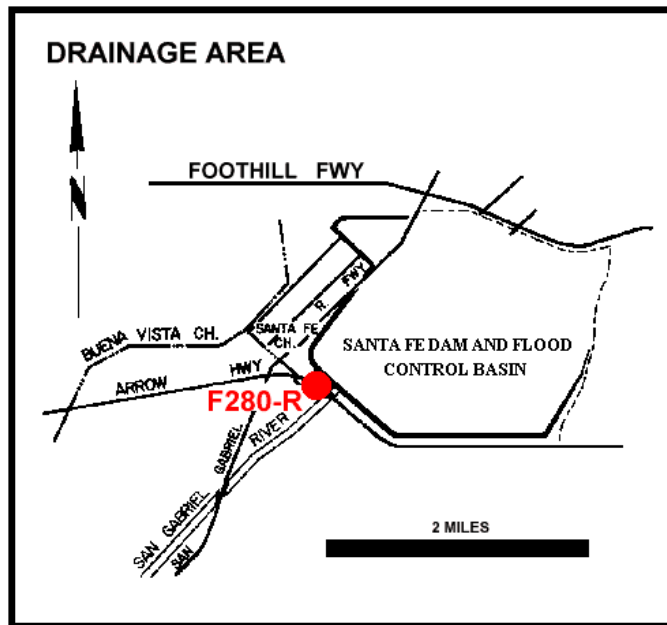 DRAINAGE AREA
N
FOOTHILL FWY
R. FWY
SANTA FE
CH.
BUENA VISTA CH.
SANTA FE DAM AND FLOOD
CONTROL BASIN
ARROW HWY
F280-R
SAN GABRIEL RIVER
SAN GABRIEL
2 MILES